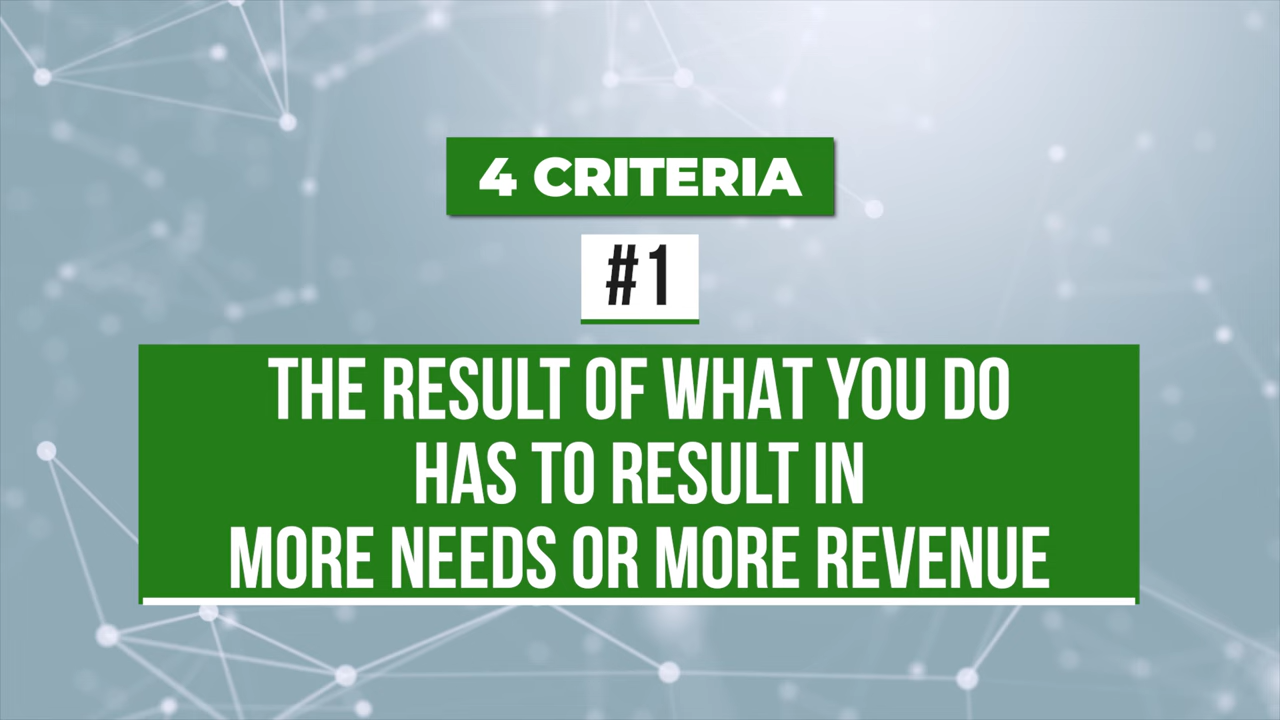 4 CRITERIA
#1
THE RESULT OF WHAT YOU DO
HAS TO RESULT IN
MORE NEEDS OR MORE REVENUE